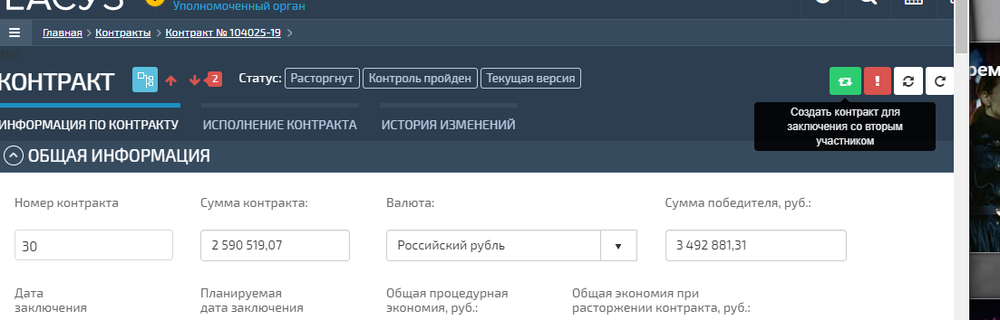 ЕАСУЗ
Уполномоченный орган
Главная > Контракты > Контракт № 104025-19 >
КОНТРАКТ 2 Статус: Расторгнут Контроль пройден Текущая версия
Создать контракт для
заключения со вторым
участником
ИНФОРМАЦИЯ ПО КОНТРАКТУ ИСПОЛНЕНИЕ КОНТРАКТА ИСТОРИЯ ИЗМЕНЕНИЙ
ОБЩАЯ ИНФОРМАЦИЯ
Номер контракта Сумма контракта: Валюта: Сумма победителя, руб.:
30 2 590 519,07 Российский рубль 3 492 881,31
Дата Планируемая Общая процедурная Общая экономия при
заключения дата заключения экономия, руб.: расторжении контракта, руб.:
рем